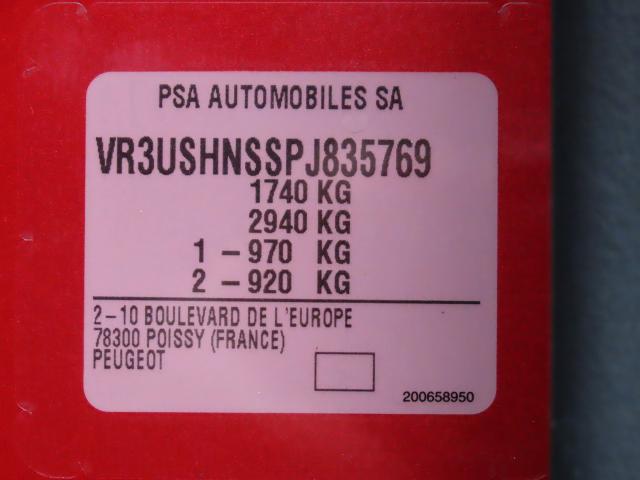 PSA AUTOMOBILES SA
VR3USHNSSPJ835769
1740 KG
2940 KG
1 – 970 KG
2 – 920 KG
2 – 10 BOULEVARD DE L'EUROPE
78300 POISSY (FRANCE)
PEUGEOT
200658950